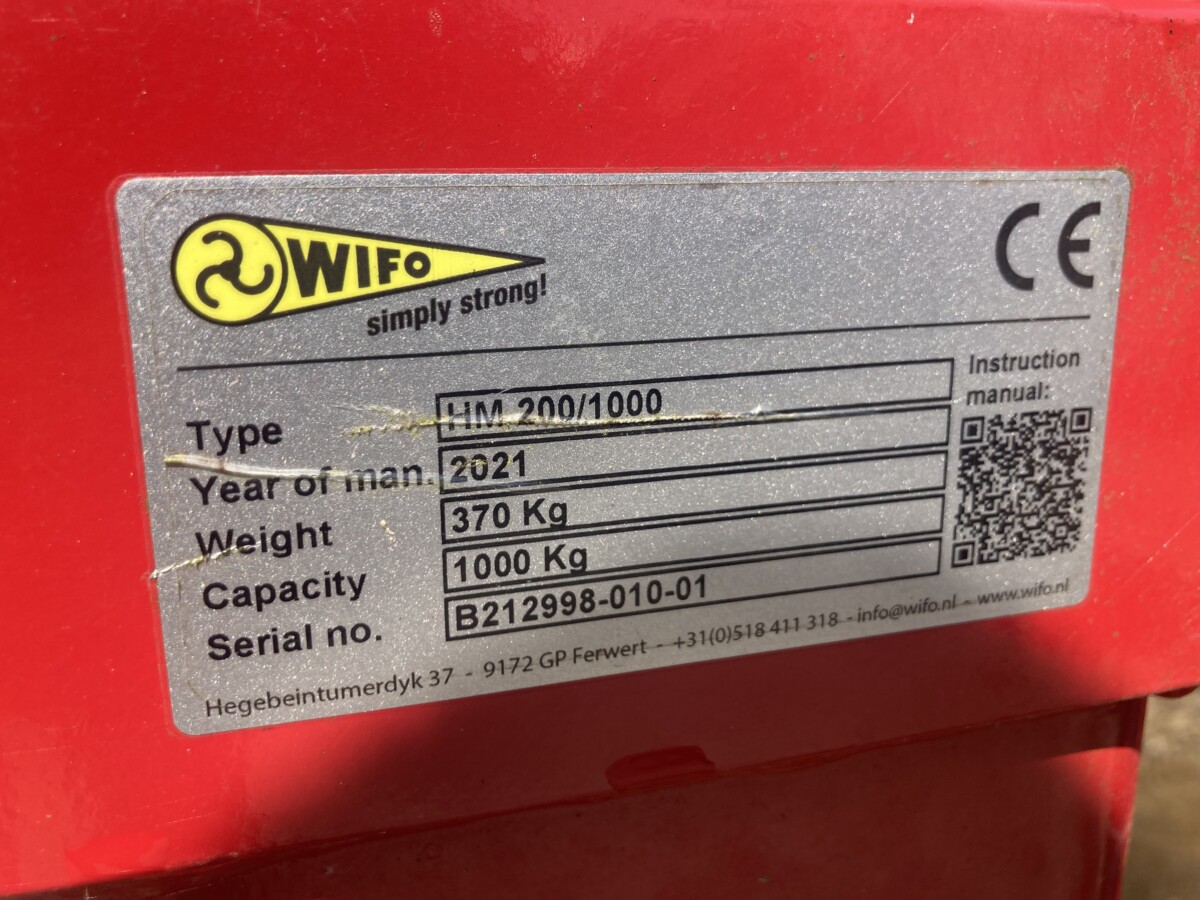 WIFO
simply strong!
CE
Instruction
manual:
Type HM 200/1000
Year of man. 2021
Weight 370 Kg
Capacity 1000 Kg
Serial no. B212998-010-01
Hegebeintumerdyk 37 - 9172 GP Ferwert - +31(0)518 411 318 - info@wifo.nl - www.wifo.nl